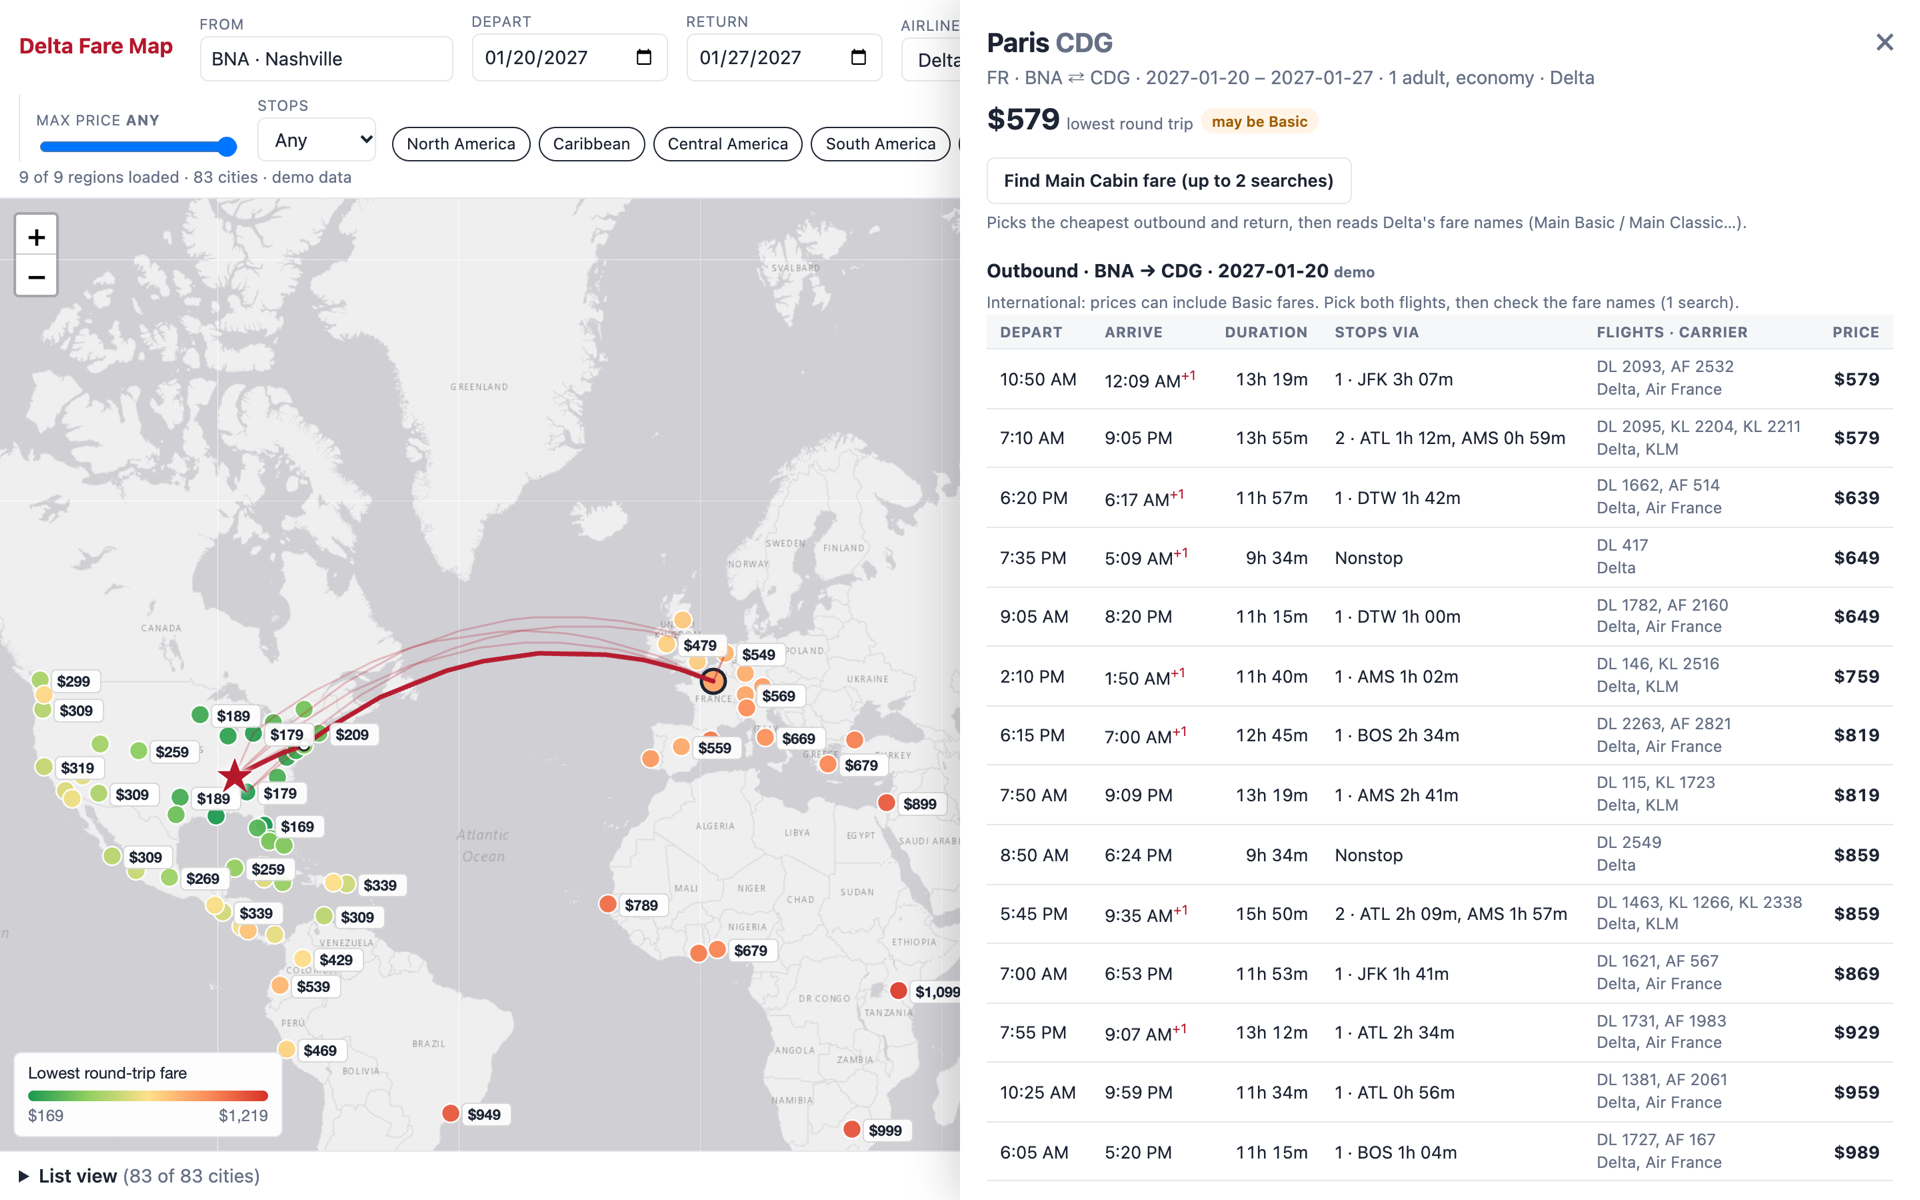 Delta Fare Map
FROM
BNA · Nashville
DEPART
01/20/2027
RETURN
01/27/2027
AIRLINE
Delta
MAX PRICE ANY
STOPS
Any
North America
Caribbean
Central America
South America
9 of 9 regions loaded · 83 cities · demo data
+
−
SVALBARD
GREENLAND
SWEDEN
FINLAND
NORWAY
CANADA
UNITED
KINGDOM
POLAND
UKRAINE
FRANCE
GREECE
TURKEY
ALGERIA
LIBYA
EGYPT
SAUDI ARAB
MALI
NIGER
CHAD
SUDAN
NIGERIA
ETHIOPIA
DR CONGO
TANZANIA
ANGOLA
ZAMBIA
NAMIBIA
VENEZUELA
PERU
BRAZIL
BOLIVIA
Atlantic
Ocean
$479
$549
$569
$299
$309
$189
$179
$209
$259
$559
$669
$319
$679
$309
$189
$179
$899
$169
$309
$259
$269
$339
$789
$339
$309
$679
$429
$539
$1,099
$469
$949
$999
Lowest round-trip fare
$169
$1,219
▶ List view (83 of 83 cities)
Paris CDG
✕
FR · BNA ⇄ CDG · 2027-01-20 – 2027-01-27 · 1 adult, economy · Delta
$579 lowest round trip may be Basic
Find Main Cabin fare (up to 2 searches)
Picks the cheapest outbound and return, then reads Delta's fare names (Main Basic / Main Classic…).
Outbound · BNA → CDG · 2027-01-20 demo
International: prices can include Basic fares. Pick both flights, then check the fare names (1 search).
DEPART ARRIVE DURATION STOPS VIA FLIGHTS · CARRIER PRICE
10:50 AM 12:09 AM+1 13h 19m 1 · JFK 3h 07m DL 2093, AF 2532 $579
Delta, Air France
7:10 AM 9:05 PM 13h 55m 2 · ATL 1h 12m, AMS 0h 59m DL 2095, KL 2204, KL 2211 $579
Delta, KLM
6:20 PM 6:17 AM+1 11h 57m 1 · DTW 1h 42m DL 1662, AF 514 $639
Delta, Air France
7:35 PM 5:09 AM+1 9h 34m Nonstop DL 417 $649
Delta
9:05 AM 8:20 PM 11h 15m 1 · DTW 1h 00m DL 1782, AF 2160 $649
Delta, Air France
2:10 PM 1:50 AM+1 11h 40m 1 · AMS 1h 02m DL 146, KL 2516 $759
Delta, KLM
6:15 PM 7:00 AM+1 12h 45m 1 · BOS 2h 34m DL 2263, AF 2821 $819
Delta, Air France
7:50 AM 9:09 PM 13h 19m 1 · AMS 2h 41m DL 115, KL 1723 $819
Delta, KLM
8:50 AM 6:24 PM 9h 34m Nonstop DL 2549 $859
Delta
5:45 PM 9:35 AM+1 15h 50m 2 · ATL 2h 09m, AMS 1h 57m DL 1463, KL 1266, KL 2338 $859
Delta, KLM
7:00 AM 6:53 PM 11h 53m 1 · JFK 1h 41m DL 1621, AF 567 $869
Delta, Air France
7:55 PM 9:07 AM+1 13h 12m 1 · ATL 2h 34m DL 1731, AF 1983 $929
Delta, Air France
10:25 AM 9:59 PM 11h 34m 1 · ATL 0h 56m DL 1381, AF 2061 $959
Delta, Air France
6:05 AM 5:20 PM 11h 15m 1 · BOS 1h 04m DL 1727, AF 167 $989
Delta, Air France